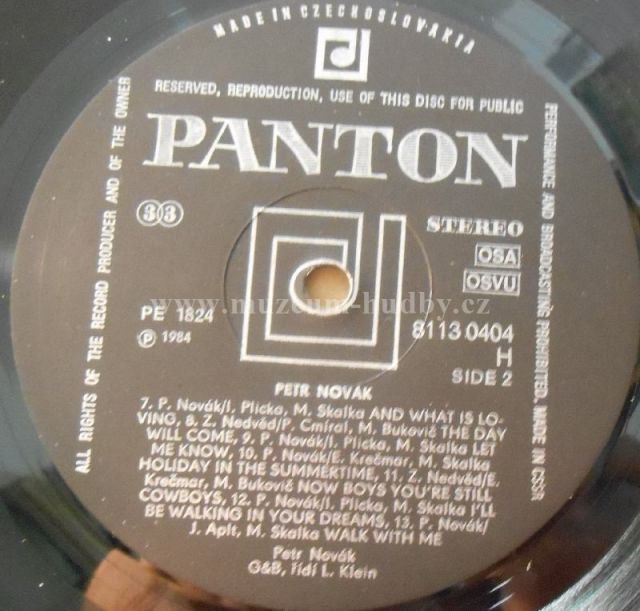 MADE IN CZECHOSLOVAKIA
RESERVED, REPRODUCTION, USE OF THIS DISC FOR PUBLIC
PANTON
ALL RIGHTS OF THE RECORD PRODUCER AND OF THE OWNER
PERFORMANCE AND BROADCASTING PROHIBITED, MADE IN CSSR
33
STEREO
OSA
OSVU
www.muzeum-hudby.cz
PE 1824
℗ 1984
8113 0404
H
SIDE 2
PETR NOVÁK
7. P. Novák/I. Plicka, M. Skalka AND WHAT IS LO-
VING, 8. Z. Nedvěd/P. Cmíral, M. Bukovič THE DAY
WILL COME, 9. P. Novák/I. Plicka, M. Skalka LET
ME KNOW, 10. P. Novák/E. Krečmar, M. Skalka
HOLIDAY IN THE SUMMERTIME, 11. Z. Nedvěd/E.
Krečmar, M. Bukovič NOW BOYS YOU'RE STILL
COWBOYS, 12. P. Novák/I. Plicka, M. Skalka I'LL
BE WALKING IN YOUR DREAMS, 13. P. Novák/
J. Aplt, M. Skalka WALK WITH ME
Petr Novák
G&B, řídí L. Klein